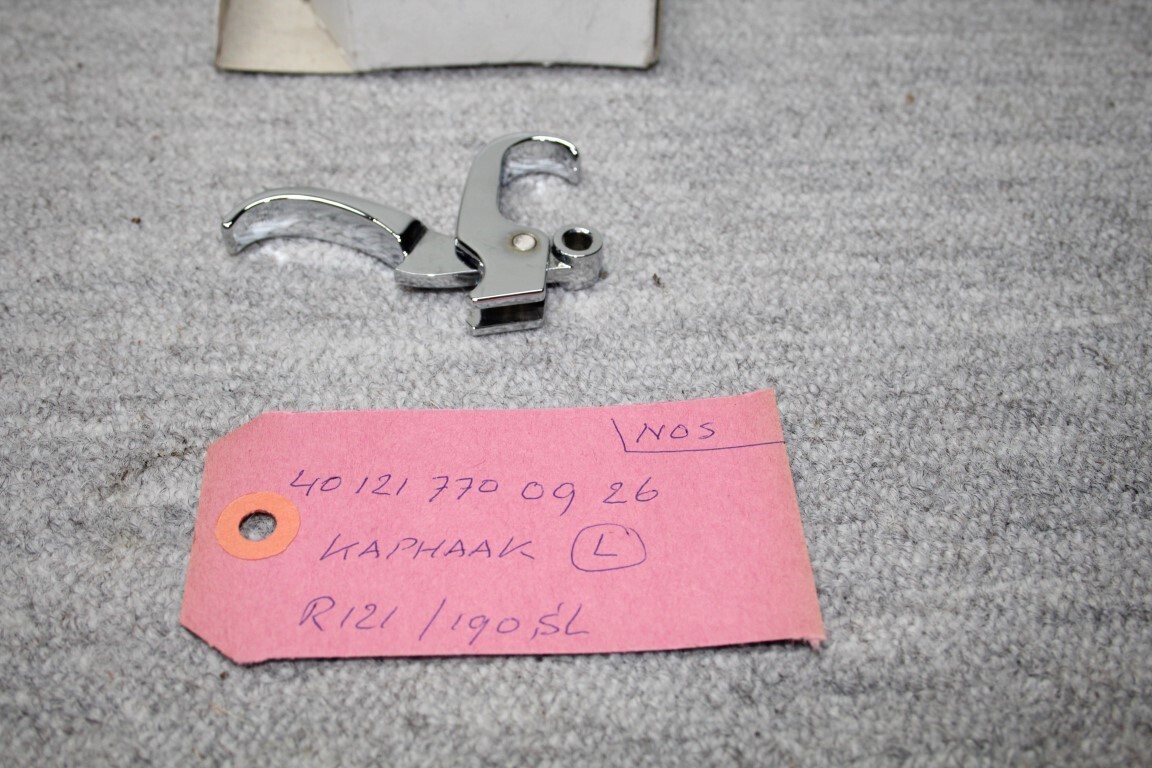 NOS
40 121 770 09 26
KAPHAAK L
R121 / 190 SL